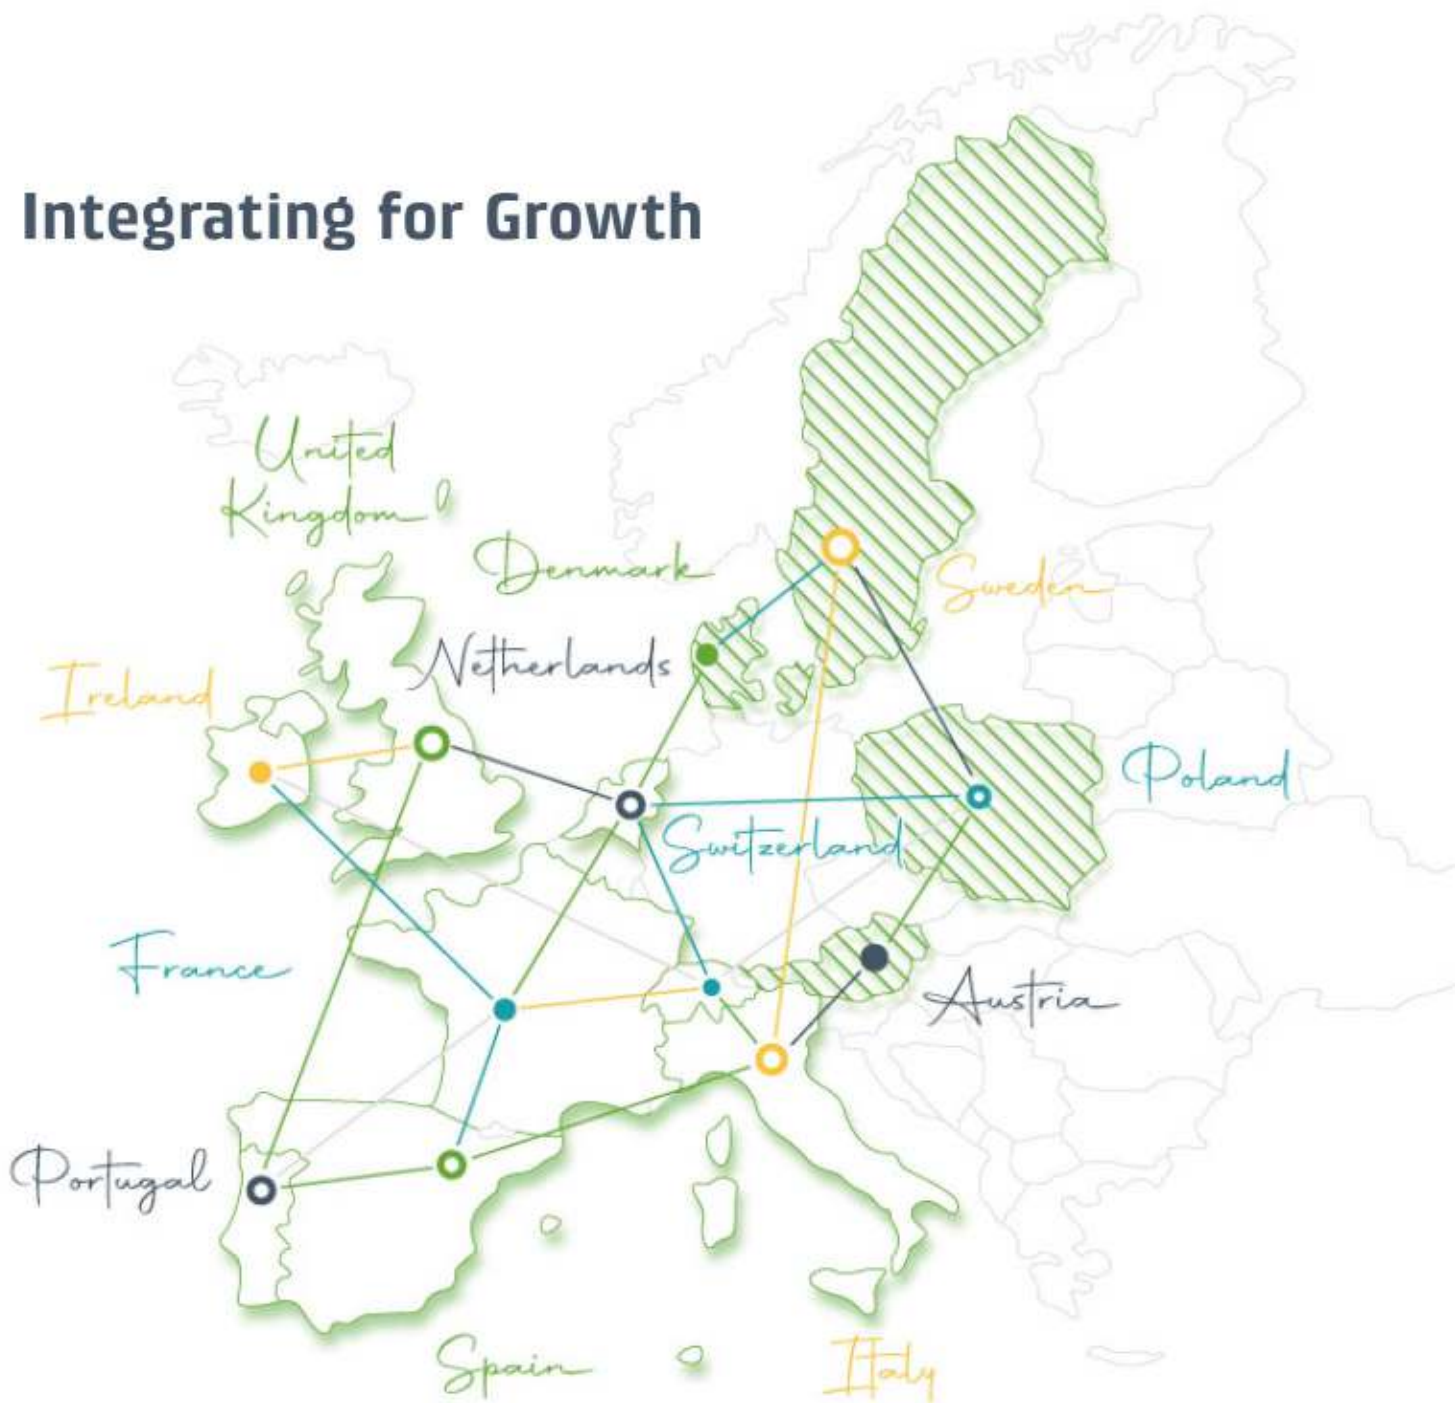 Integrating for Growth
United
Kingdom
Denmark
Sweden
Netherlands
Ireland
Poland
Switzerland
France
Austria
Portugal
Spain
Italy